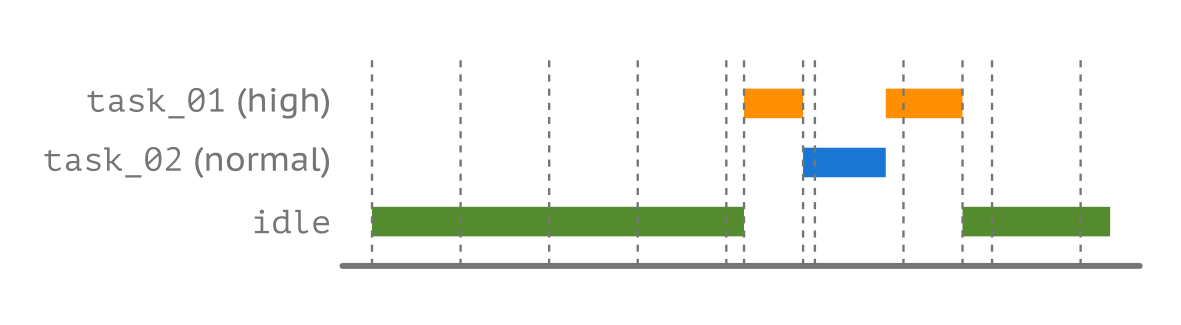 task_01 (high)
task_02 (normal)
idle